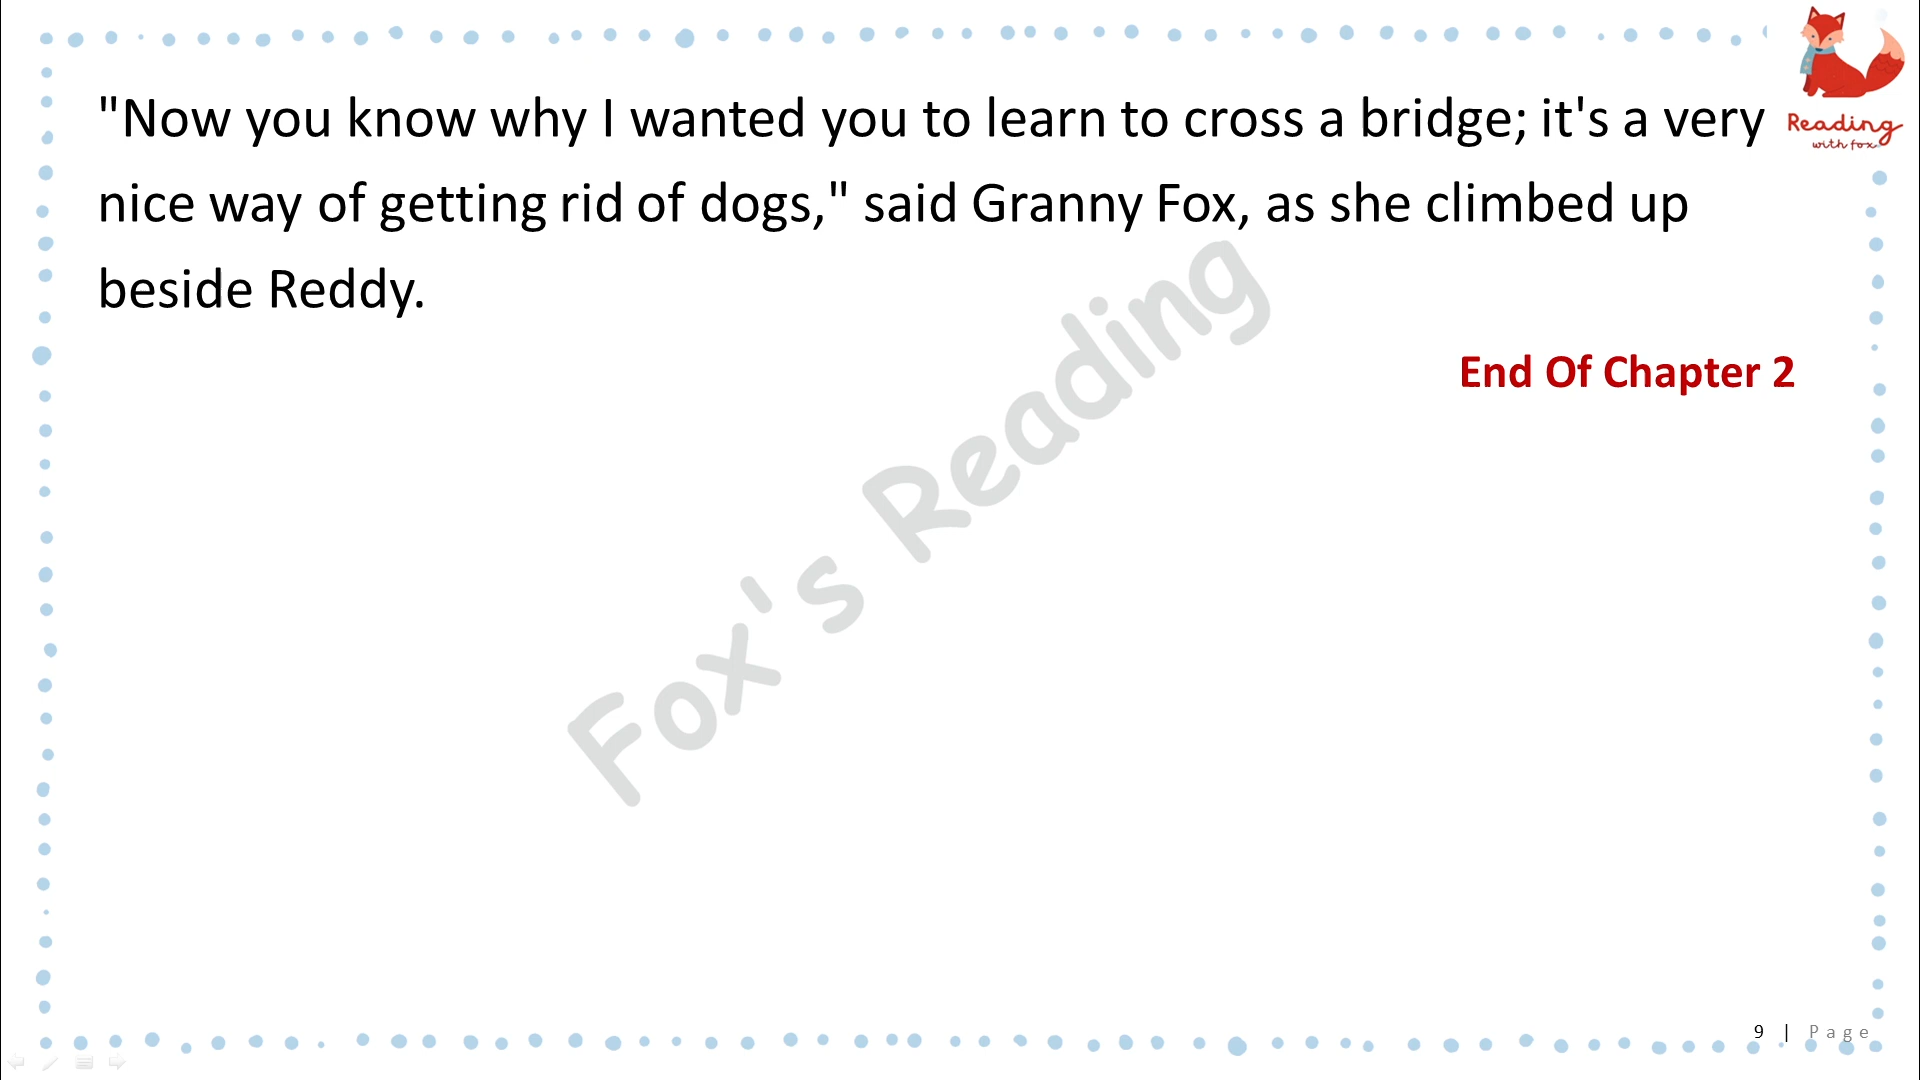 "Now you know why I wanted you to learn to cross a bridge; it's a very
nice way of getting rid of dogs," said Granny Fox, as she climbed up
beside Reddy.
End Of Chapter 2
Fox's Reading
Reading
with fox
9 | Page